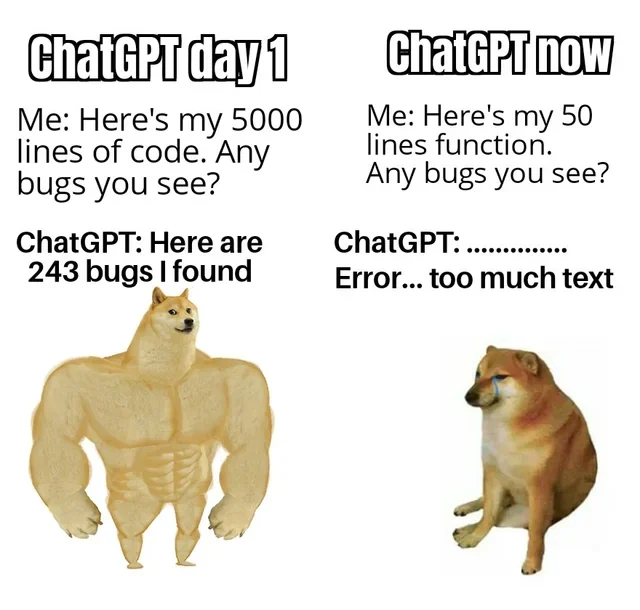 ChatGPT day 1
Me: Here's my 5000
lines of code. Any
bugs you see?
ChatGPT: Here are
243 bugs I found
ChatGPT now
Me: Here's my 50
lines function.
Any bugs you see?
ChatGPT: ..............
Error... too much text